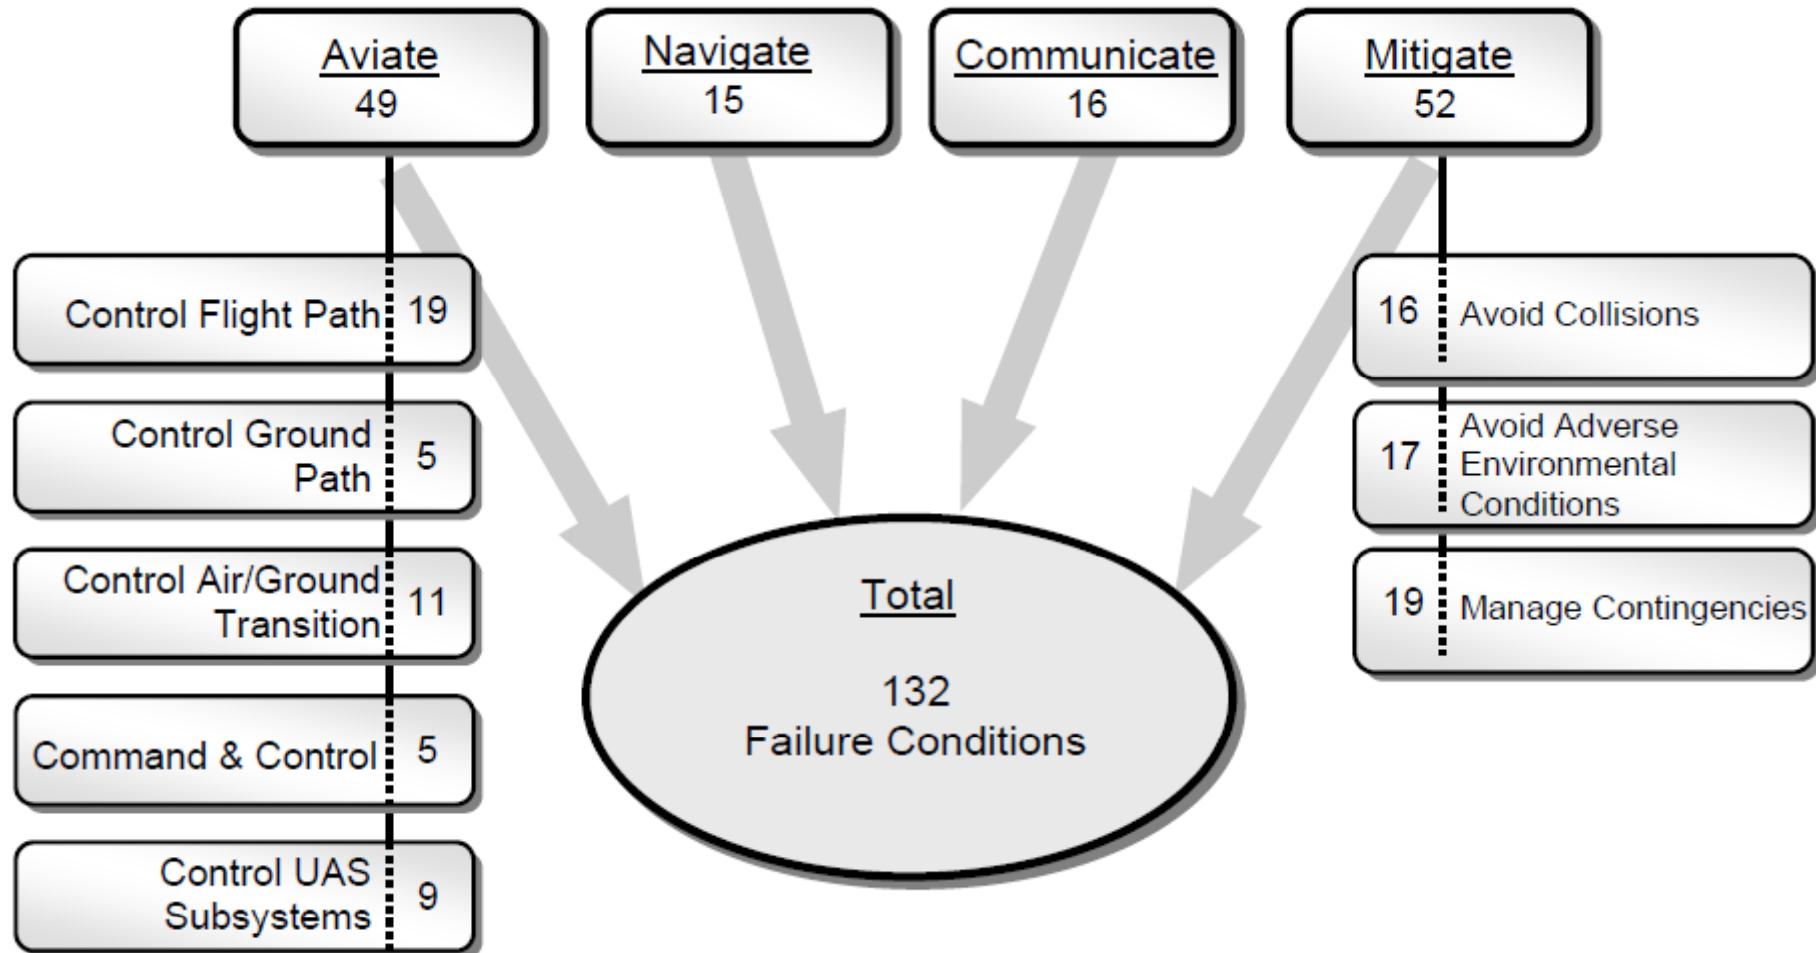 Aviate
49
Navigate
15
Communicate
16
Mitigate
52
Control Flight Path
19
Control Ground
Path
5
Control Air/Ground
Transition
11
Command & Control
5
Control UAS
Subsystems
9
16
Avoid Collisions
17
Avoid Adverse
Environmental
Conditions
19
Manage Contingencies
Total
132
Failure Conditions